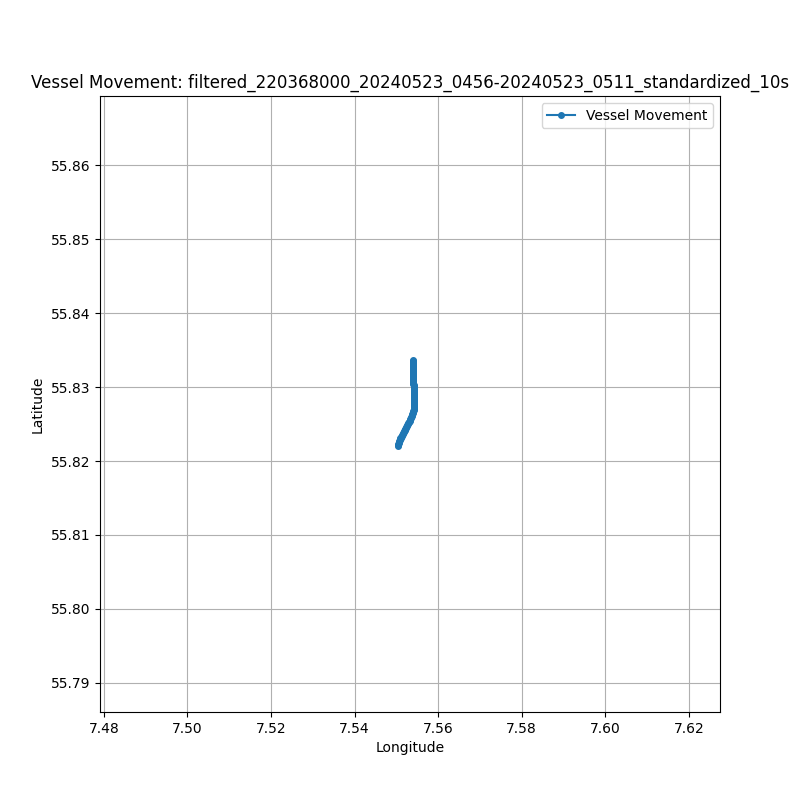 Vessel Movement: filtered_220368000_20240523_0456-20240523_0511_standardized_10s
Vessel Movement
55.86
55.85
55.84
55.83
55.82
55.81
55.80
55.79
Latitude
7.48 7.50 7.52 7.54 7.56 7.58 7.60 7.62
Longitude